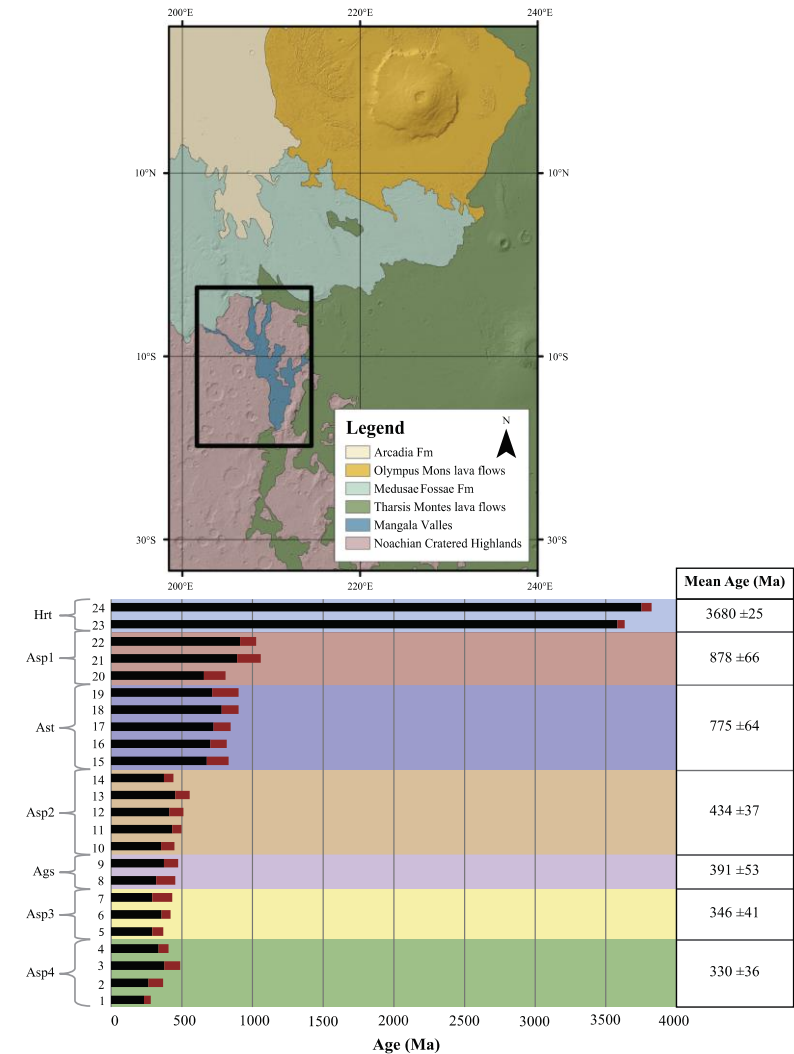 200°E 220°E 240°E
10°N 10°N
10°S 10°S
30°S 30°S
N
Legend
Arcadia Fm
Olympus Mons lava flows
Medusae Fossae Fm
Tharsis Montes lava flows
Mangala Valles
Noachian Cratered Highlands
200°E 220°E 240°E
Mean Age (Ma)
Hrt 24 3680 ±25
23
22
Asp1 21 878 ±66
20
19
18
Ast 17 775 ±64
16
15
14
13
Asp2 12 434 ±37
11
10
Ags 9 391 ±53
8
7
Asp3 6 346 ±41
5
4
Asp4 3 330 ±36
2
1
0 500 1000 1500 2000 2500 3000 3500 4000
Age (Ma)